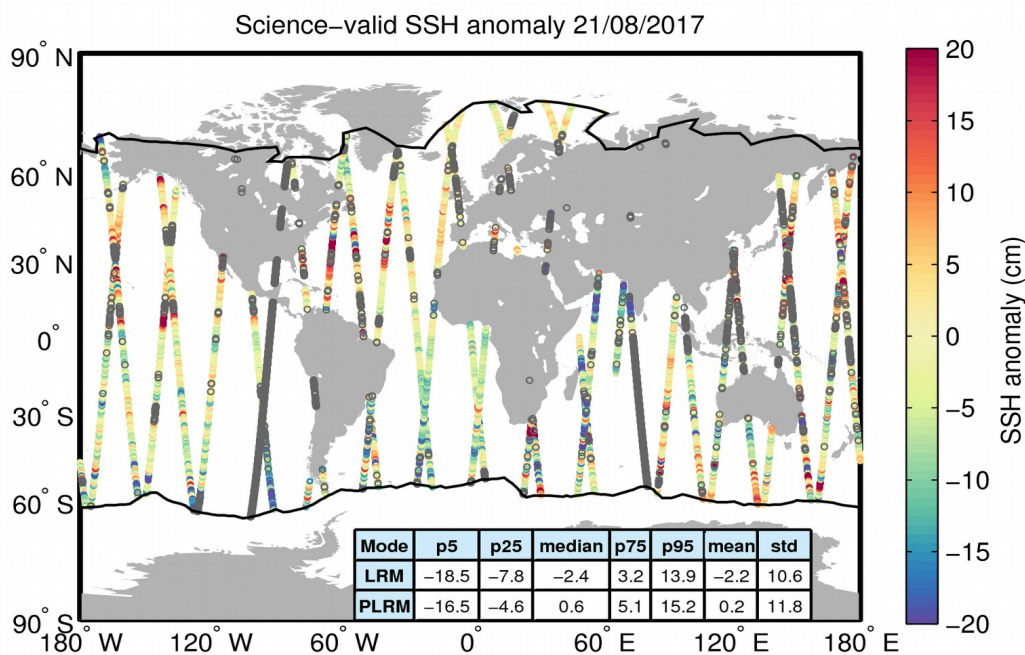 Science−valid SSH anomaly 21/08/2017
90° N
60° N
30° N
0°
30° S
60° S
90° S
180° W
120° W
60° W
0°
60° E
120° E
180° E
20
15
10
5
0
−5
−10
−15
−20
SSH anomaly (cm)
Mode p5 p25 median p75 p95 mean std
LRM −18.5 −7.8 −2.4 3.2 13.9 −2.2 10.6
PLRM −16.5 −4.6 0.6 5.1 15.2 0.2 11.8